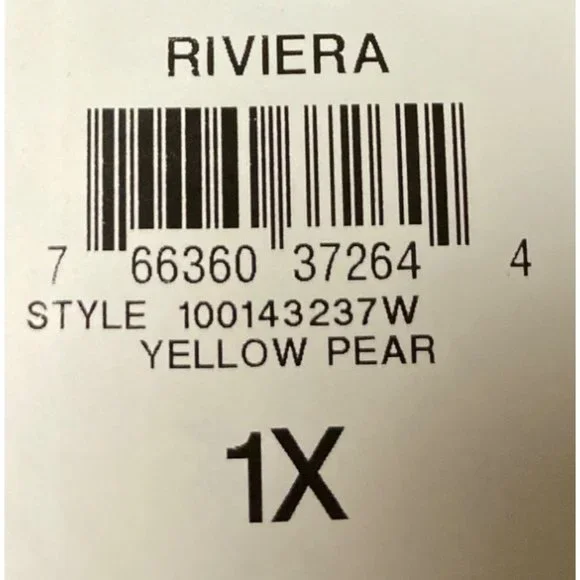 RIVIERA
7 66360 37264 4
STYLE 100143237W
YELLOW PEAR
1X